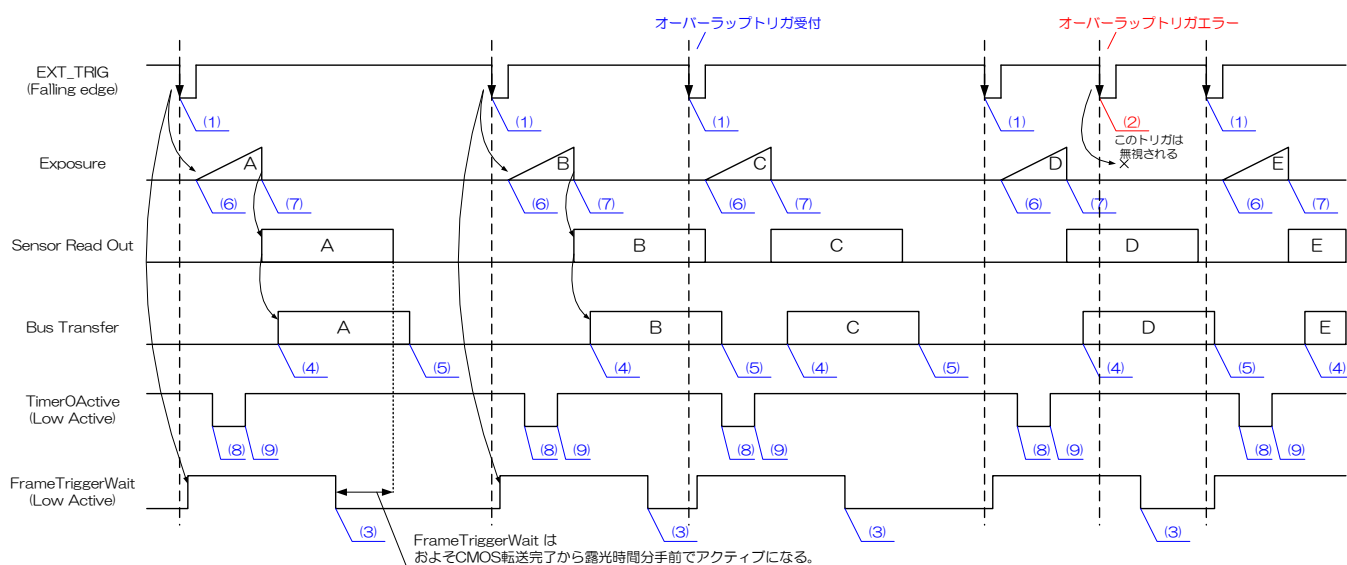 オーバーラップトリガ受付
オーバーラップトリガエラー
EXT_TRIG
(Falling edge)
(1)
(1)
(1)
(1)
(2)
(1)
このトリガは
無視される
×
Exposure
A
B
C
D
E
(6)
(7)
(6)
(7)
(6)
(7)
(6)
(7)
(6)
(7)
Sensor Read Out
A
B
C
D
E
Bus Transfer
A
B
C
D
E
(4)
(5)
(4)
(5)
(4)
(5)
(4)
(5)
(4)
Timer0Active
(Low Active)
(8)
(9)
(8)
(9)
(8)
(9)
(8)
(9)
(8)
(9)
FrameTriggerWait
(Low Active)
(3)
(3)
(3)
(3)
FrameTriggerWait は
おおよそCMOS転送完了から露光時間分手前でアクティブになる。